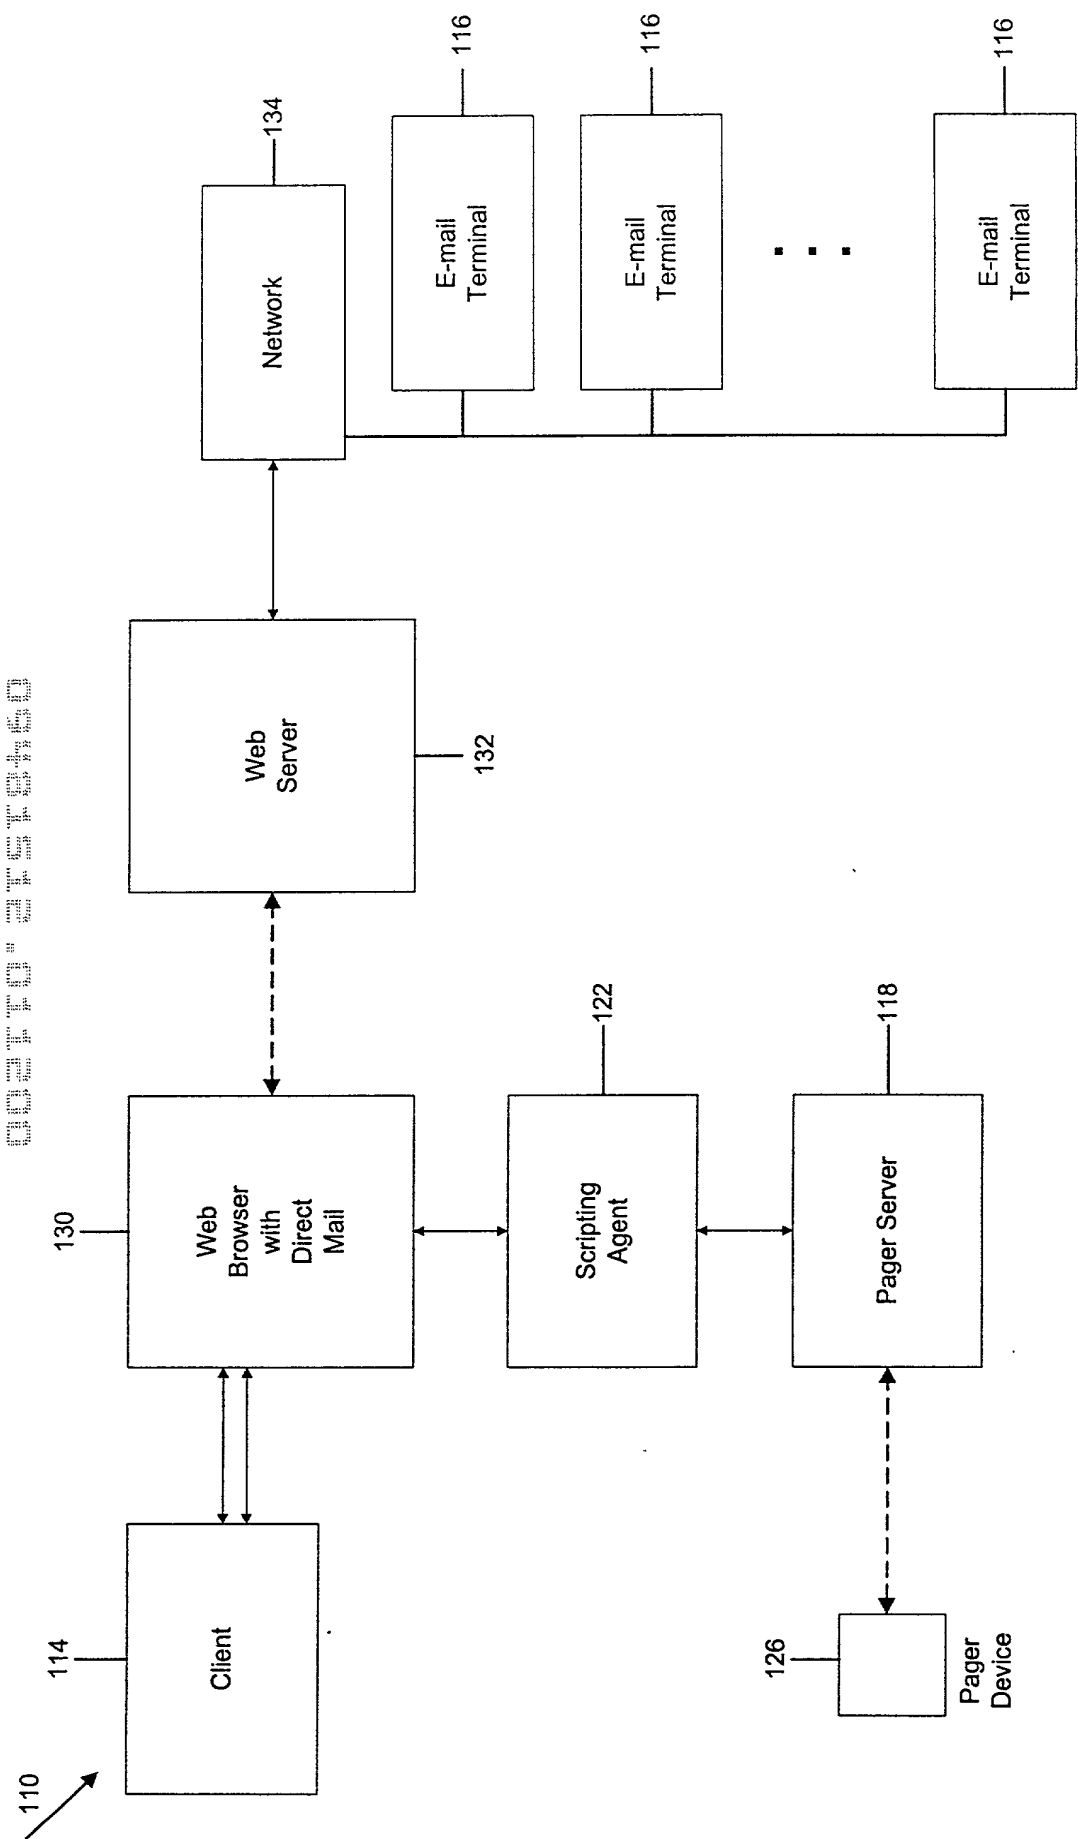 110
114
Client
130
Web
Browser
with
Direct
Mail
Web
Server
132
134
Network
116
E-mail
Terminal
116
E-mail
Terminal
. . .
116
E-mail
Terminal
122
Scripting
Agent
118
Pager Server
126
Pager
Device